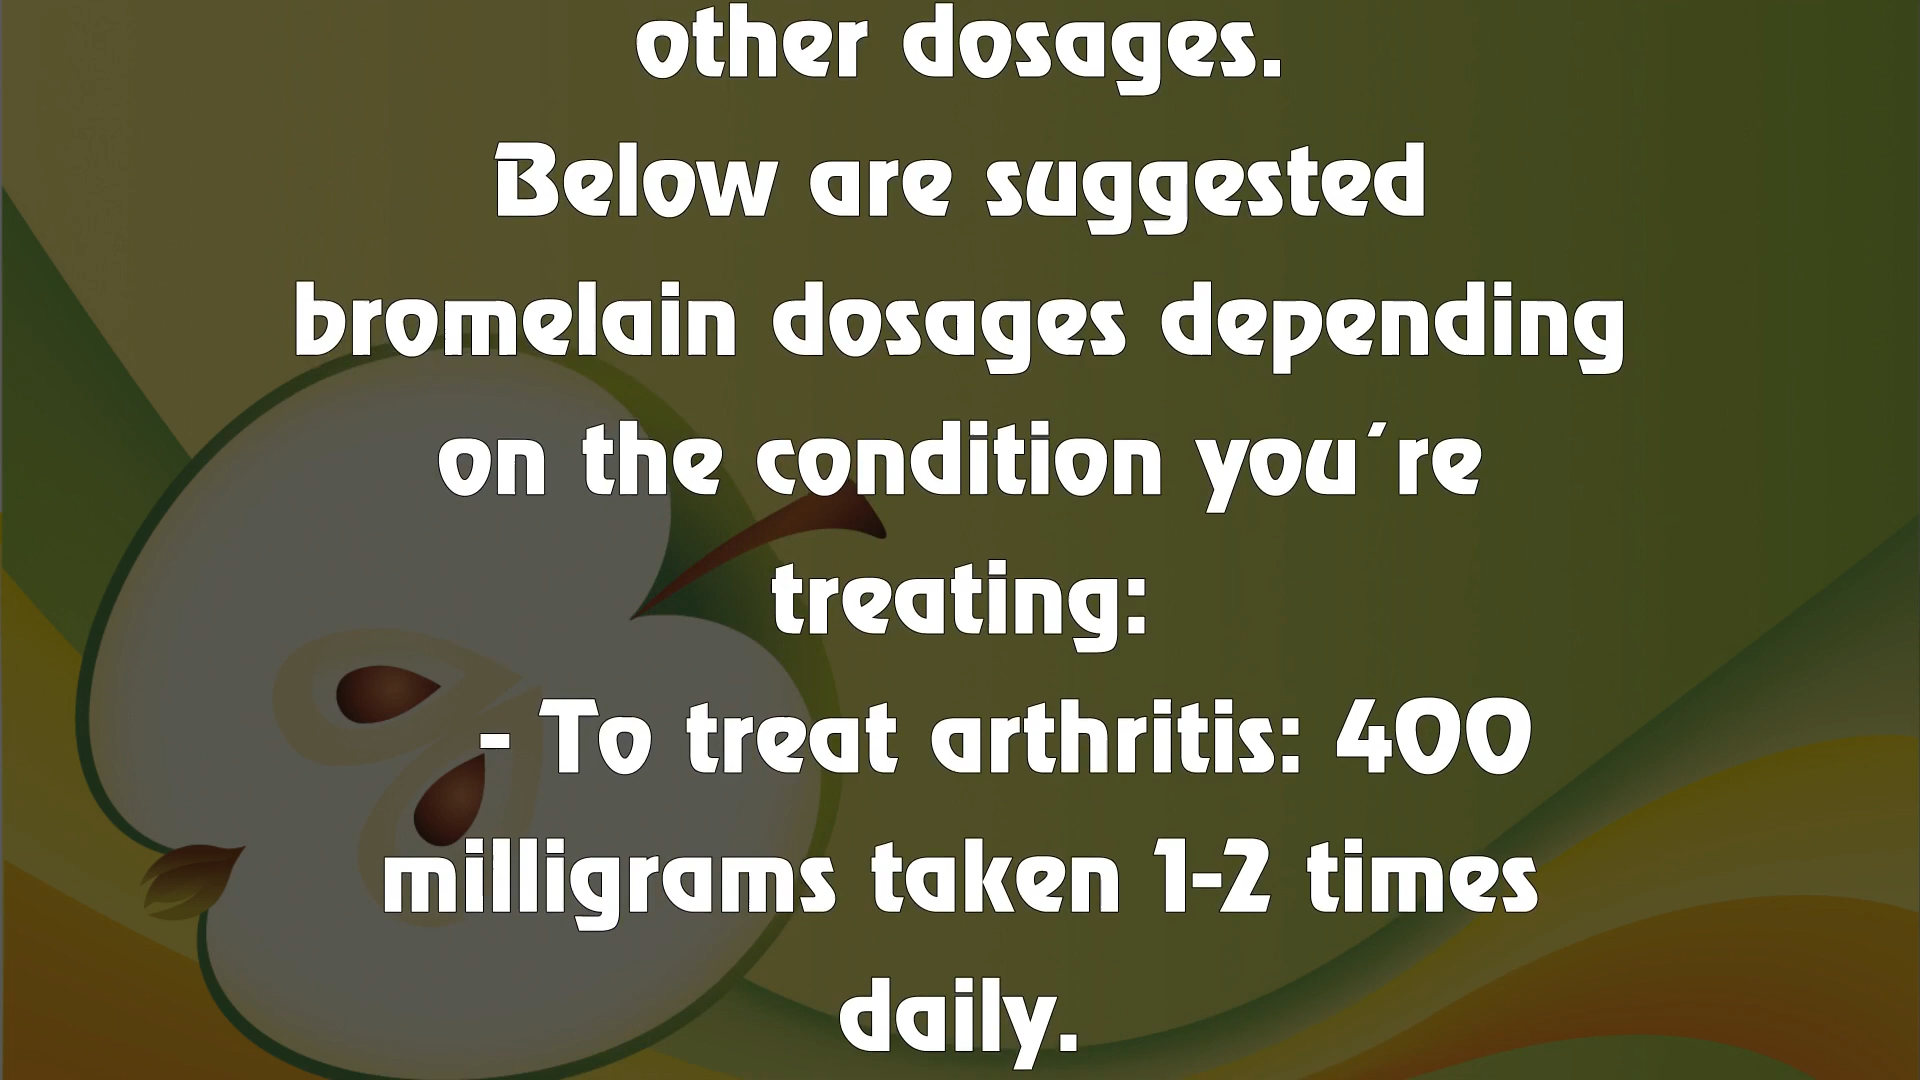 other dosages.
Below are suggested
bromelain dosages depending
on the condition you´re
treating:
- To treat arthritis: 400
milligrams taken 1-2 times
daily.